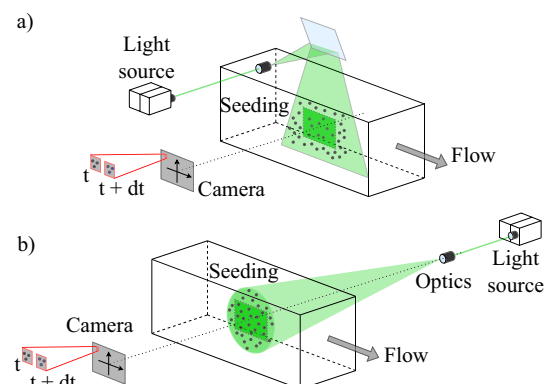 a)
Light
source
Seeding
Flow
t
t + dt
Camera
b)
Light
source
Seeding
Optics
Camera
Flow
t
t + dt